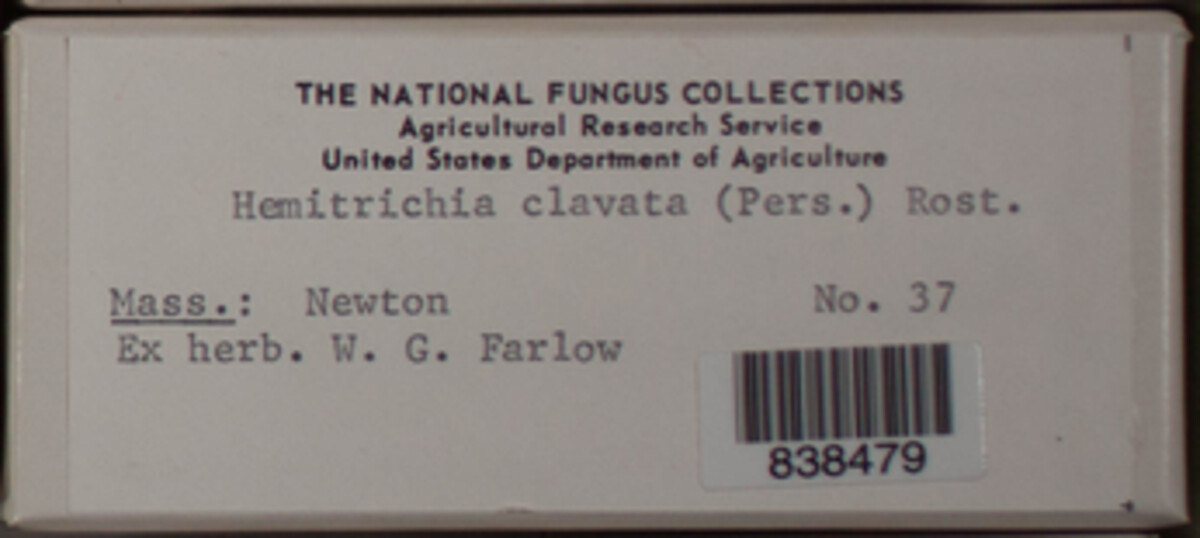 THE NATIONAL FUNGUS COLLECTIONS
Agricultural Research Service
United States Department of Agriculture
Hemitrichia clavata (Pers.) Rost.
Mass.: Newton No. 37
Ex herb. W. G. Farlow
838479